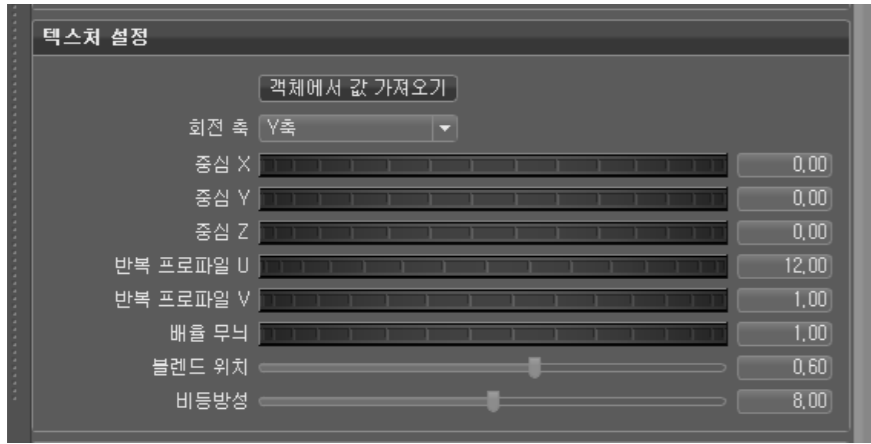 텍스처 설정
객체에서 값 가져오기
회전 축 Y축
중심 X 0.00
중심 Y 0.00
중심 Z 0.00
반복 프로파일 U 12.00
반복 프로파일 V 1.00
배율 무늬 1.00
블렌드 위치 0.60
비등방성 8.00